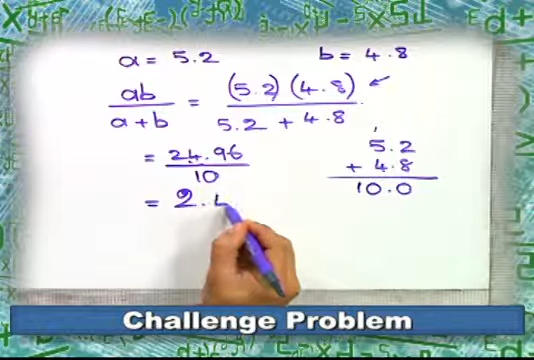 a = 5.2 b = 4.8
ab / a + b = (5.2) (4.8) / 5.2 + 4.8
= 24.96 / 10
= 2.4
5.2
+ 4.8
10.0
Challenge Problem